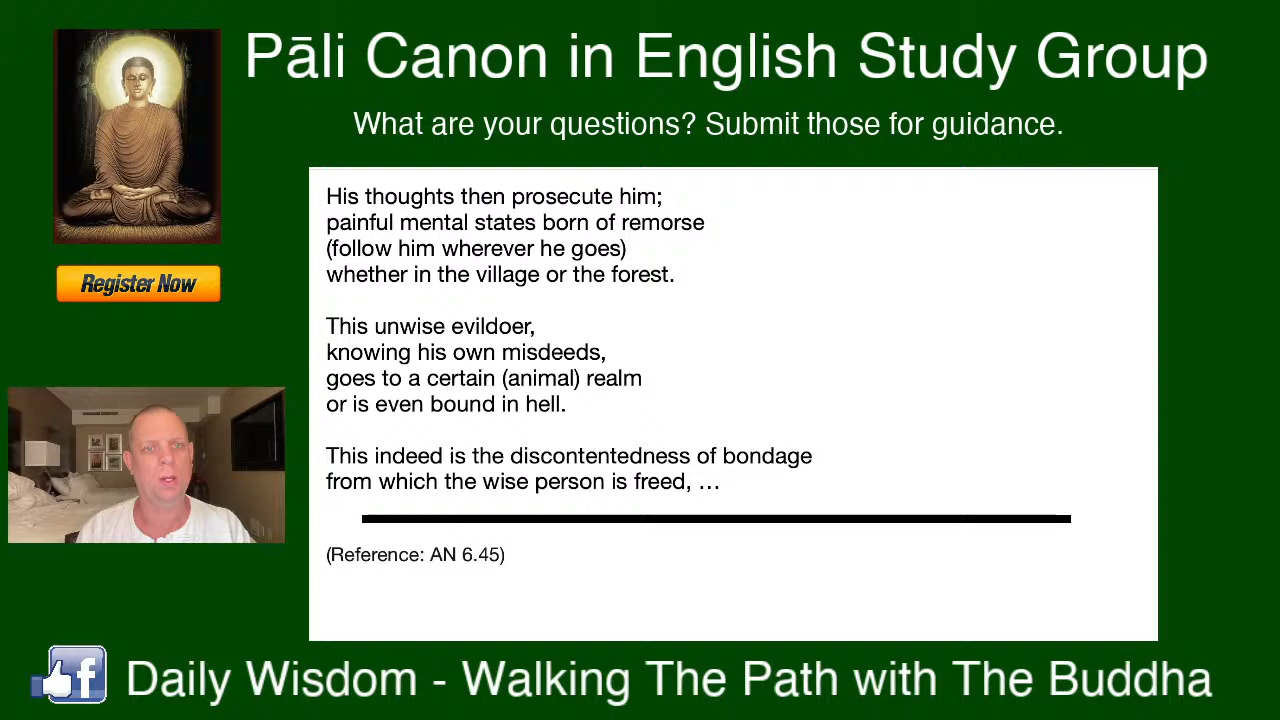 Pāli Canon in English Study Group
What are your questions? Submit those for guidance.
Register Now
His thoughts then prosecute him;
painful mental states born of remorse
(follow him wherever he goes)
whether in the village or the forest.
This unwise evildoer,
knowing his own misdeeds,
goes to a certain (animal) realm
or is even bound in hell.
This indeed is the discontentedness of bondage
from which the wise person is freed, …
(Reference: AN 6.45)
f
Daily Wisdom - Walking The Path with The Buddha